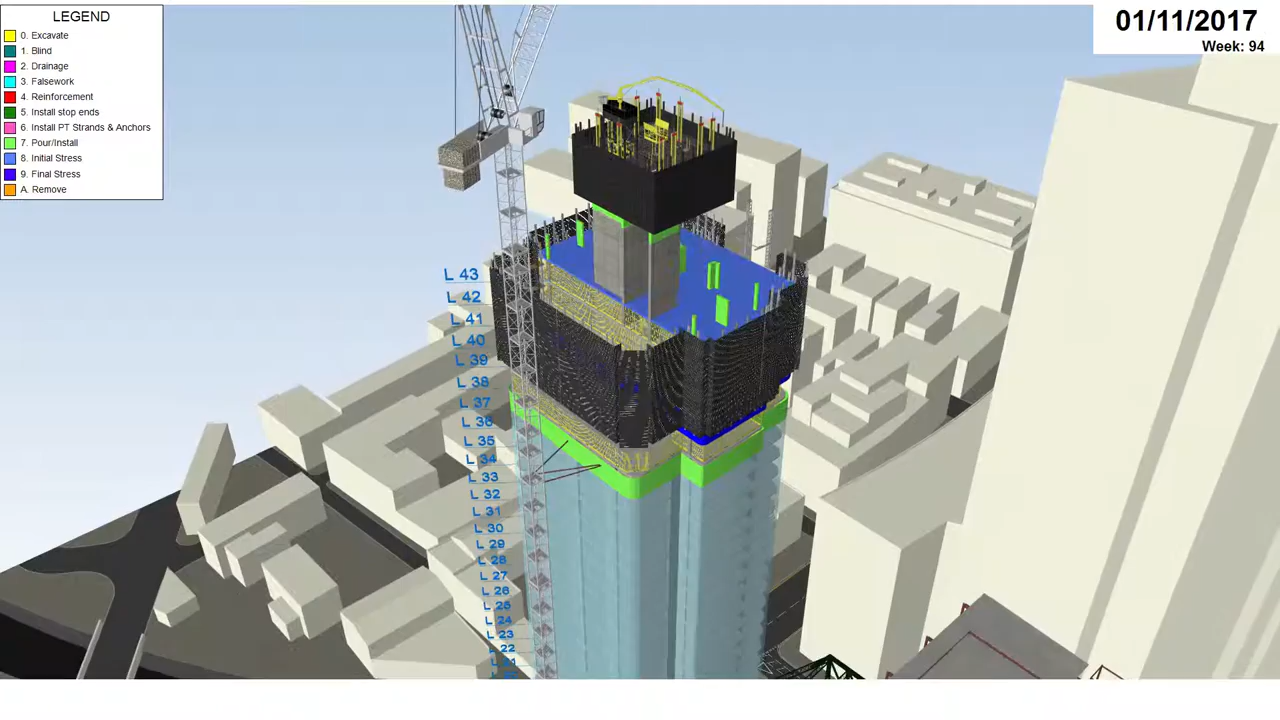 LEGEND
0. Excavate
1. Blind
2. Drainage
3. Falsework
4. Reinforcement
5. Install stop ends
6. Install PT Strands & Anchors
7. Pour/Install
8. Initial Stress
9. Final Stress
A. Remove
01/11/2017
Week: 94
L 43
L 42
L 41
L 40
L 39
L 38
L 37
L 36
L 35
L 34
L 33
L 32
L 31
L 30
L 29
L 28
L 27
L 26
L 25
L 24
L 23
L 22
L 21